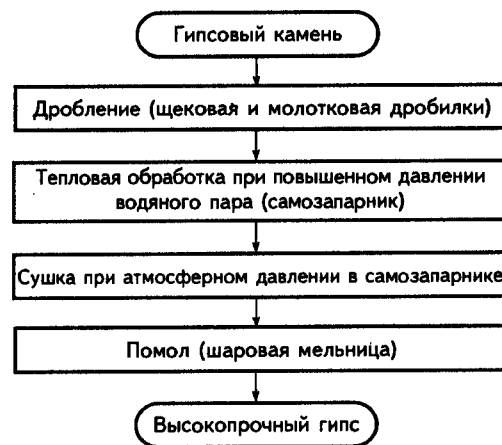 Гипсовый камень
Дробление (щековая и молотковая дробилки)
Тепловая обработка при повышенном давлении
водяного пара (самозапарник)
Сушка при атмосферном давлении в самозапарнике
Помол (шаровая мельница)
Высокопрочный гипс